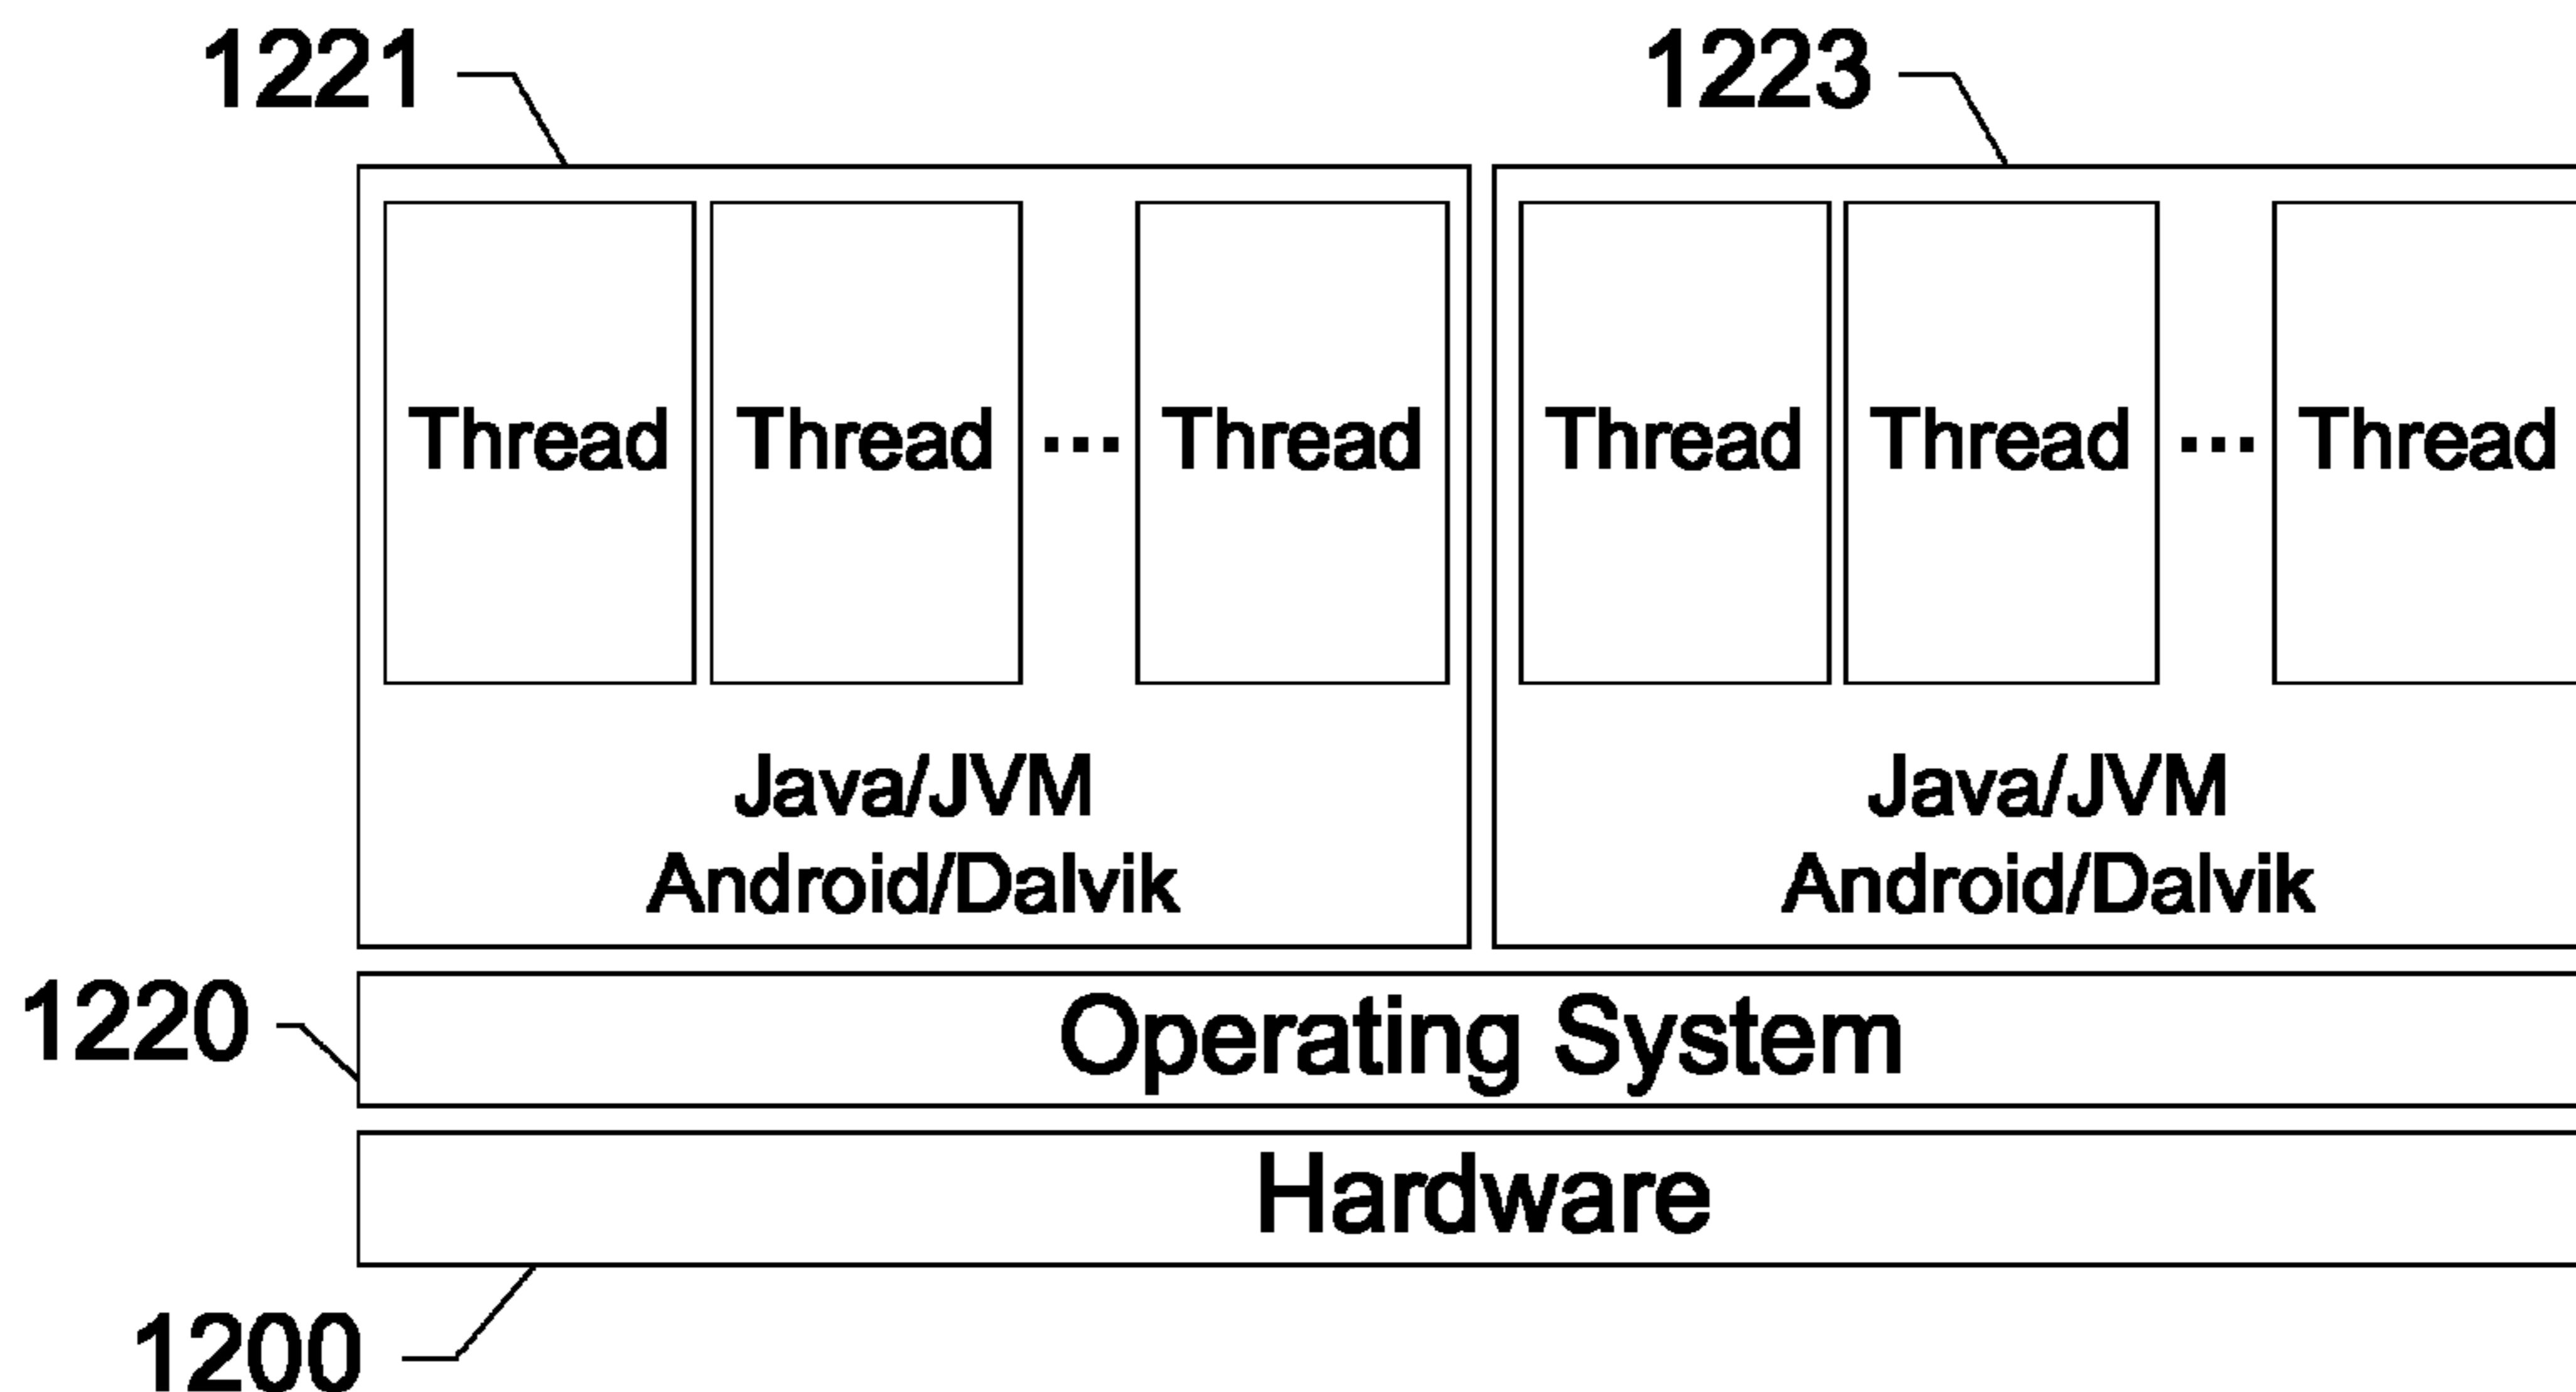 1221 1223
Thread Thread ... Thread Thread Thread ... Thread
Java/JVM Java/JVM
Android/Dalvik Android/Dalvik
1220 Operating System
Hardware
1200